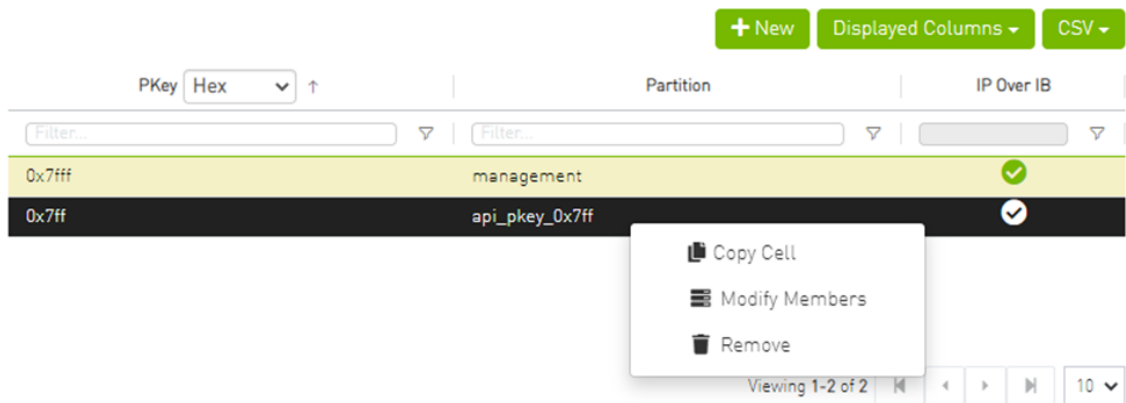 New Displayed Columns CSV
PKey Hex ↑ Partition IP Over IB
Filter... Filter...
0x7fff management
0x7ff api_pkey_0x7ff
Copy Cell
Modify Members
Remove
Viewing 1-2 of 2 10